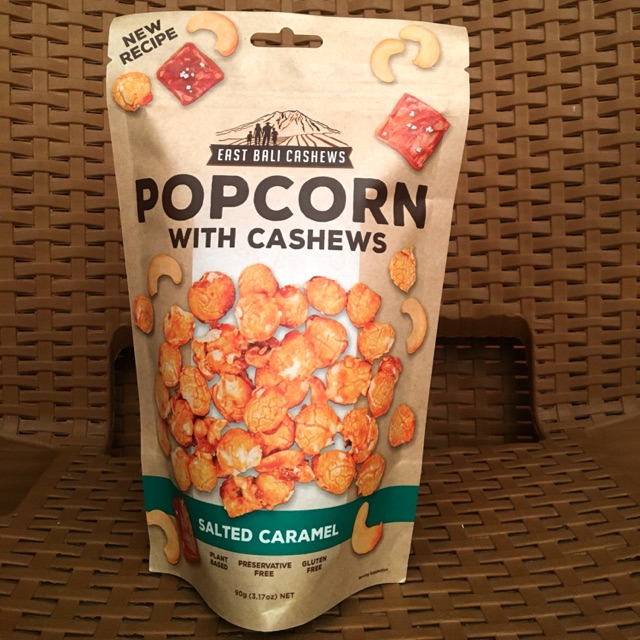 NEW
RECIPE
EAST BALI CASHEWS
POPCORN
WITH CASHEWS
SALTED CARAMEL
PLANT
BASED
PRESERVATIVE
FREE
GLUTEN
FREE
90g (3.17oz) NET